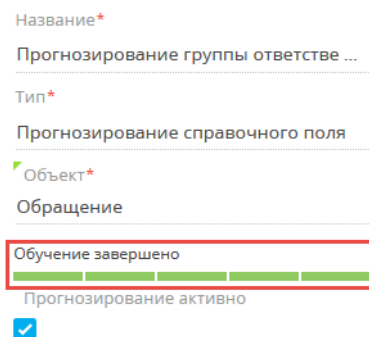 Название*
Прогнозирование группы ответстве ...
Тип*
Прогнозирование справочного поля
Объект*
Обращение
Обучение завершено
Прогнозирование активно